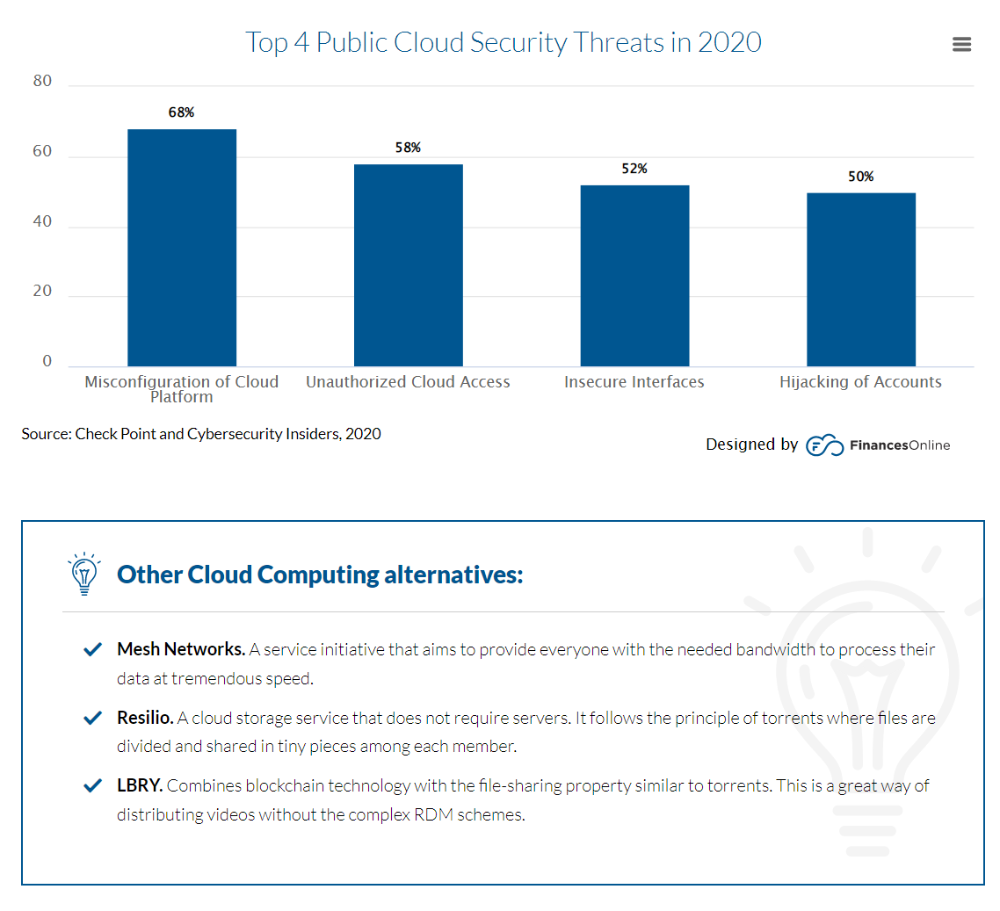 Top 4 Public Cloud Security Threats in 2020
80
60
40
20
0
68%
58%
52%
50%
Misconfiguration of Cloud
Platform
Unauthorized Cloud Access
Insecure Interfaces
Hijacking of Accounts
Source: Check Point and Cybersecurity Insiders, 2020
Designed by FinancesOnline
Other Cloud Computing alternatives:
Mesh Networks. A service initiative that aims to provide everyone with the needed bandwidth to process their
data at tremendous speed.
Resilio. A cloud storage service that does not require servers. It follows the principle of torrents where files are
divided and shared in tiny pieces among each member.
LBRY. Combines blockchain technology with the file-sharing property similar to torrents. This is a great way of
distributing videos without the complex RDM schemes.